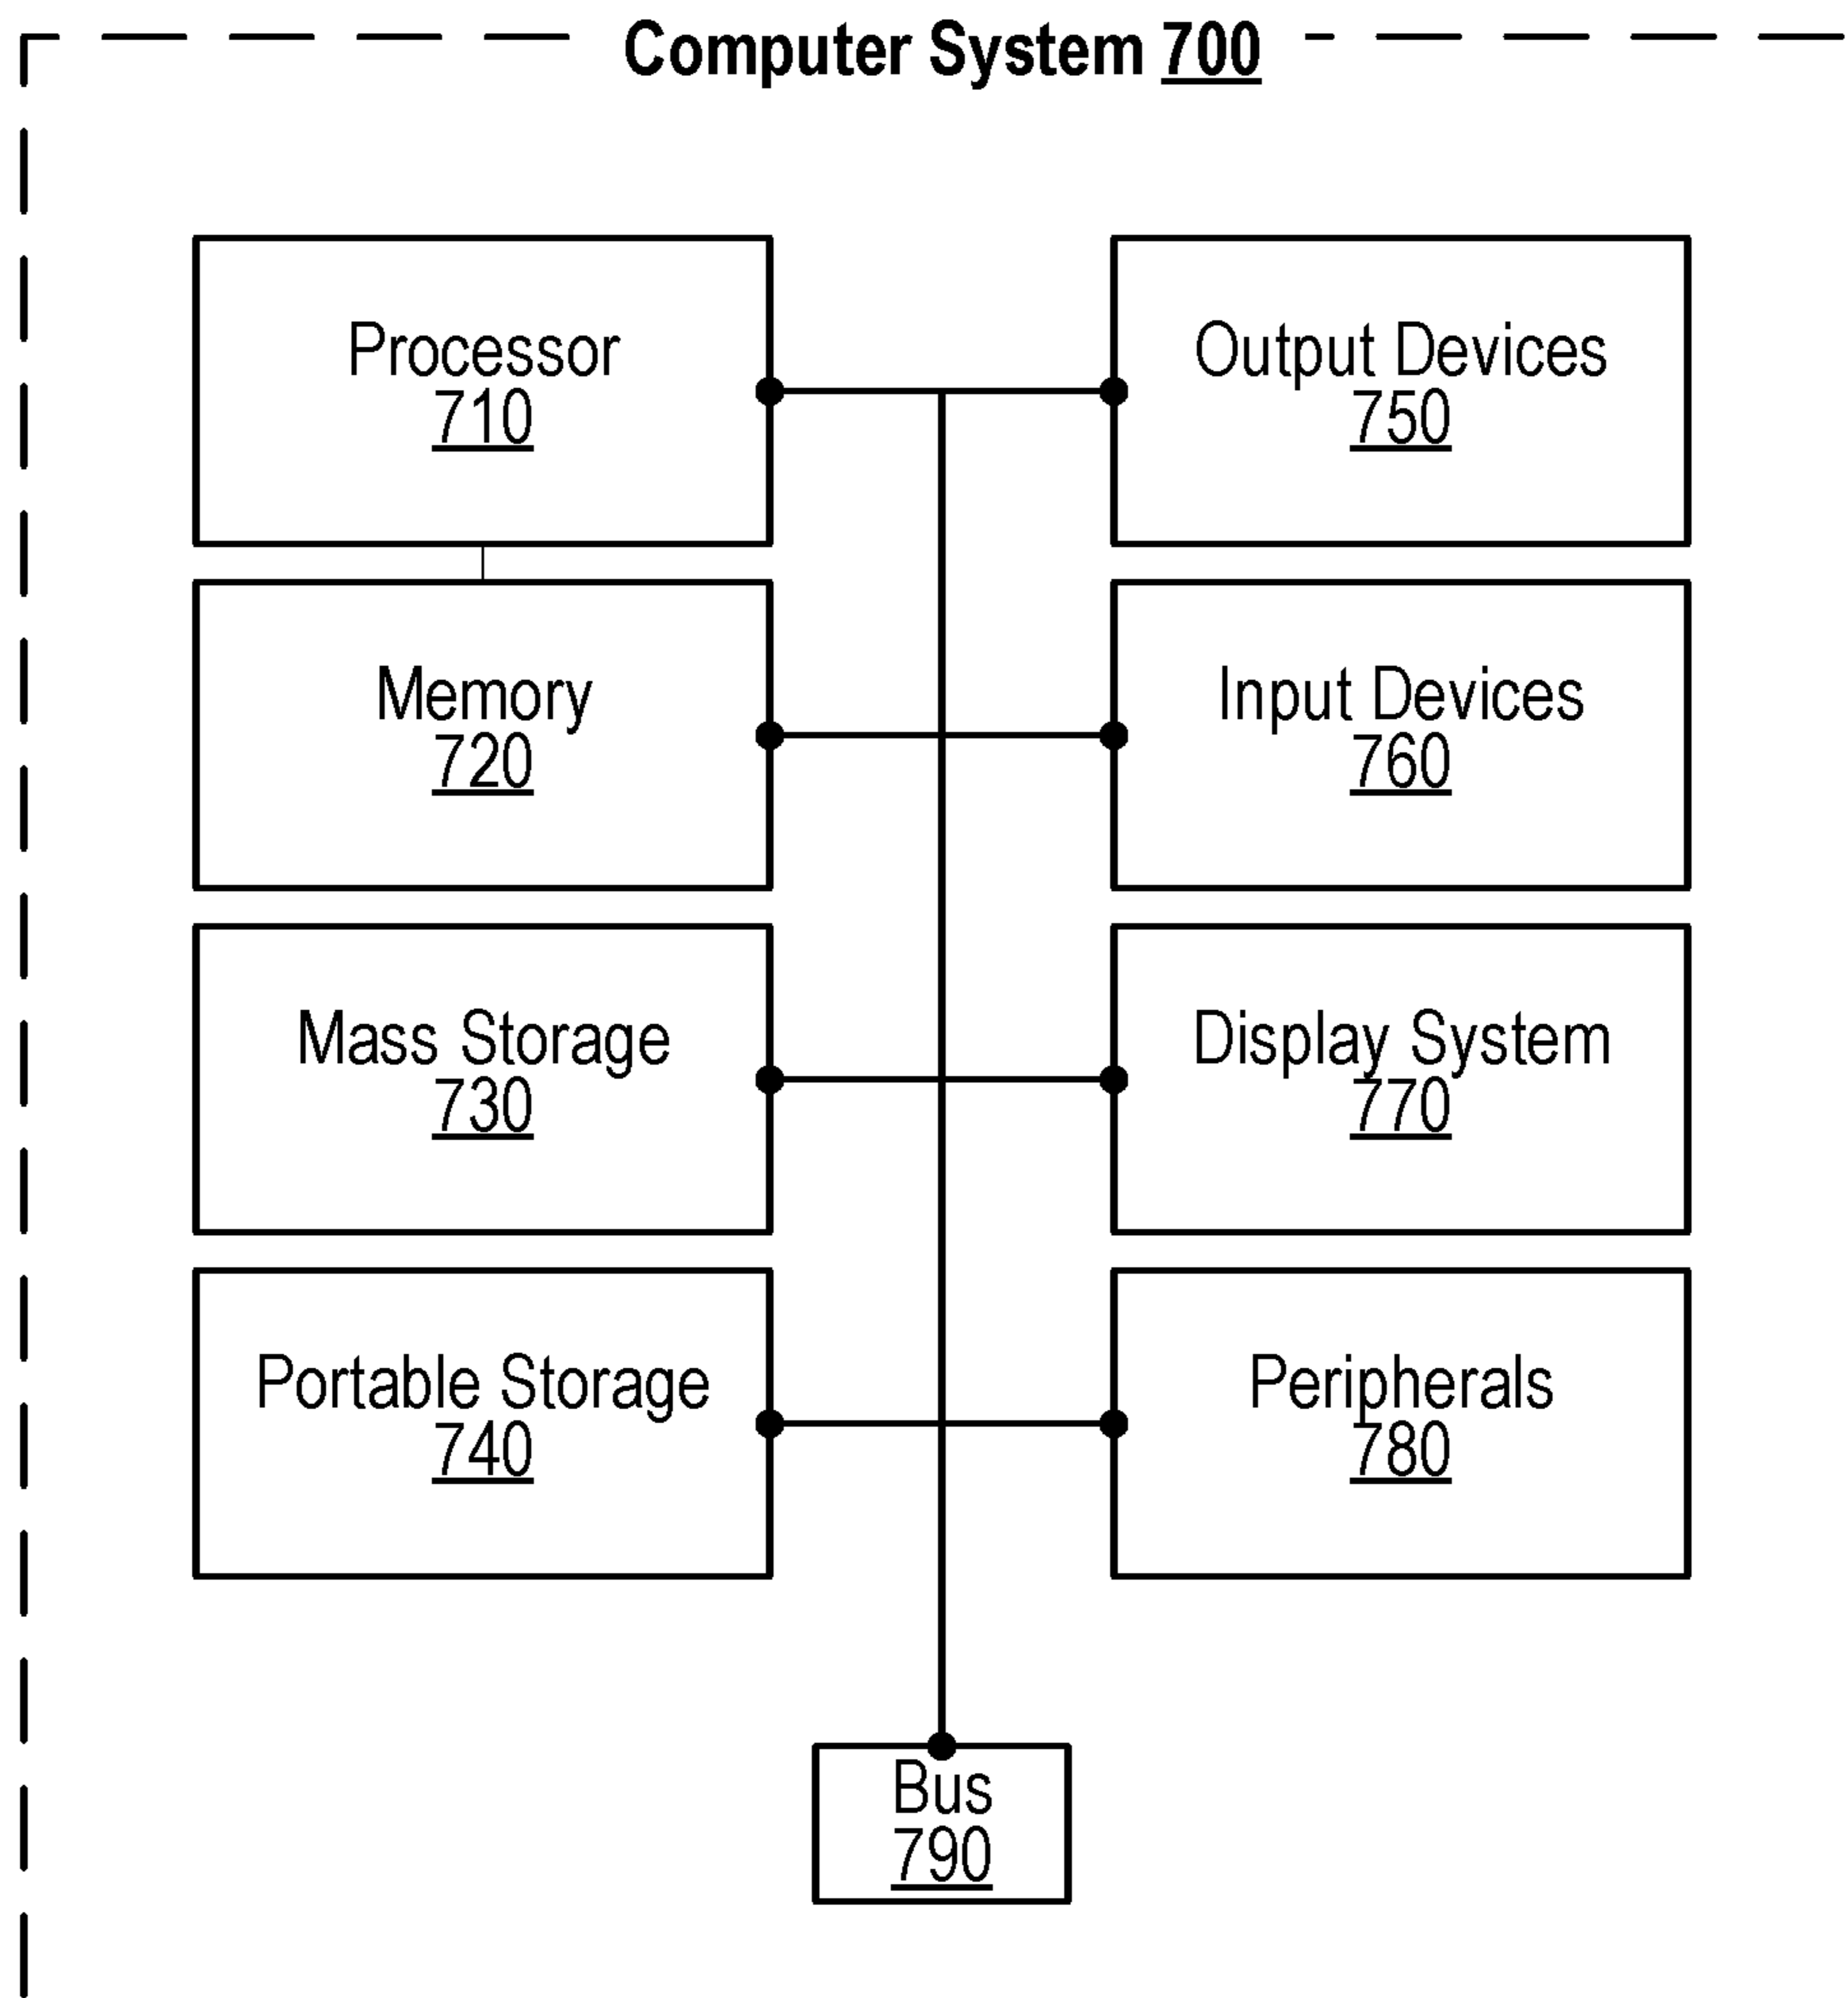 Computer System 700
Processor
710
Output Devices
750
Memory
720
Input Devices
760
Mass Storage
730
Display System
770
Portable Storage
740
Peripherals
780
Bus
790